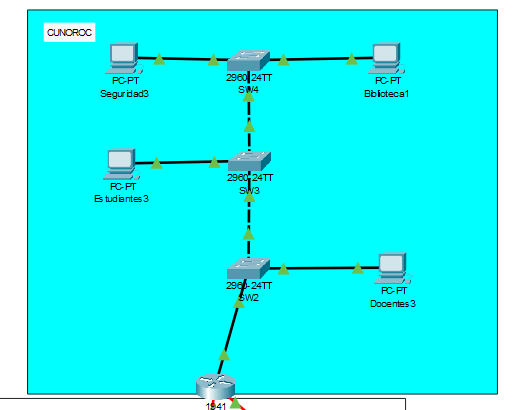 CUNOROC
PC-PT
Seguridad3
2960-24TT
SW4
PC-PT
Biblioteca1
PC-PT
Estudiantes3
2960-24TT
SW3
2960-24TT
SW2
PC-PT
Docentes3
1941